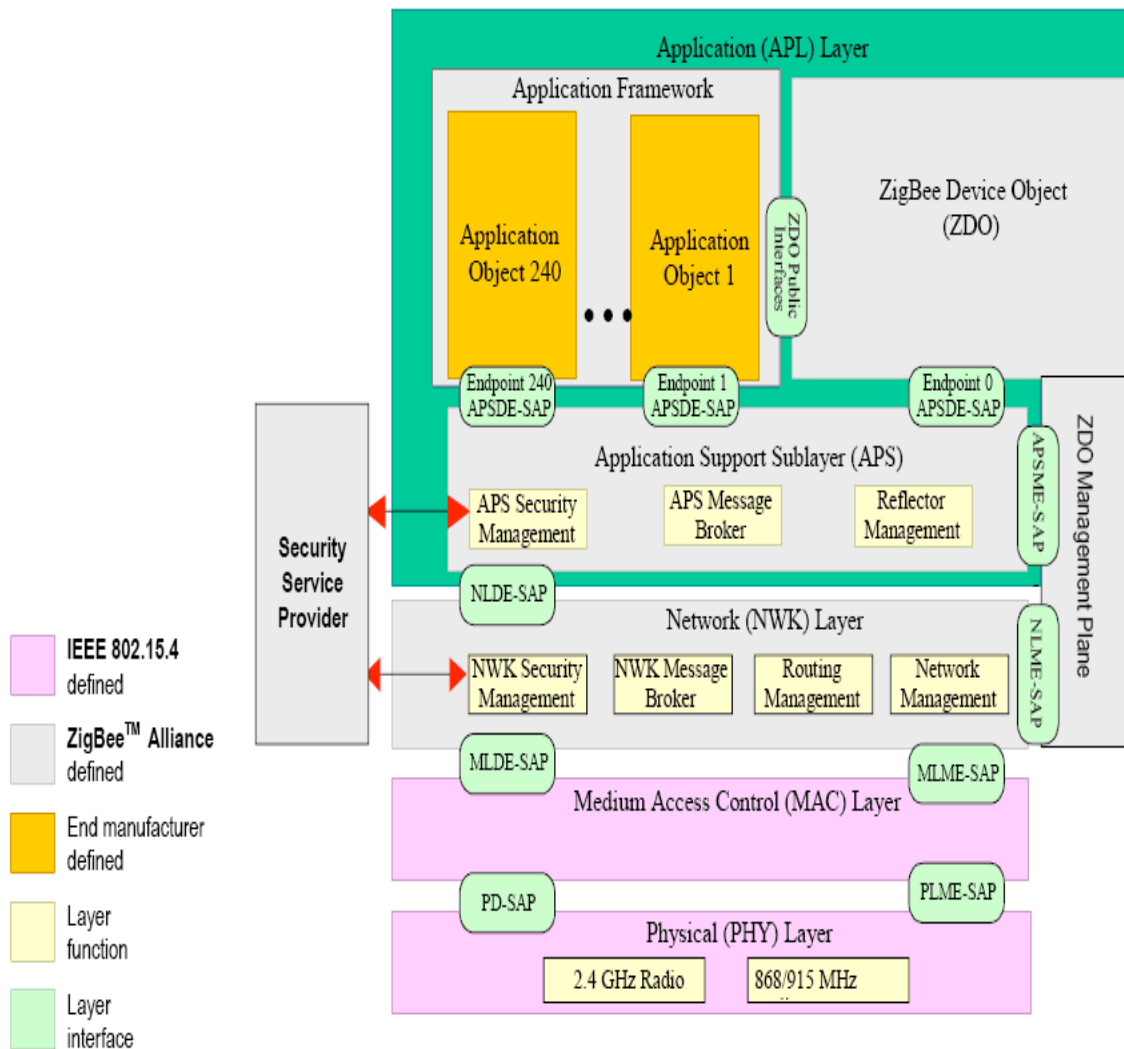 Application (APL) Layer
Application Framework
Application
Object 240
Application
Object 1
ZDO Public
Interfaces
ZigBee Device Object
(ZDO)
Endpoint 240
APSDE-SAP
Endpoint 1
APSDE-SAP
Endpoint 0
APSDE-SAP
Application Support Sublayer (APS)
APS Security
Management
APS Message
Broker
Reflector
Management
APSME-SAP
ZDO Management Plane
Security
Service
Provider
NLDE-SAP
Network (NWK) Layer
NWK Security
Management
NWK Message
Broker
Routing
Management
Network
Management
NLME-SAP
MLDE-SAP
MLME-SAP
Medium Access Control (MAC) Layer
PD-SAP
PLME-SAP
Physical (PHY) Layer
2.4 GHz Radio
868/915 MHz
IEEE 802.15.4
defined
ZigBee™ Alliance
defined
End manufacturer
defined
Layer
function
Layer
interface